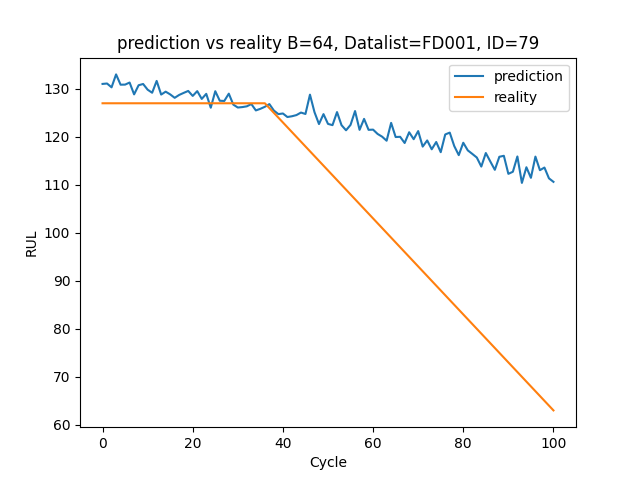 prediction vs reality B=64, Datalist=FD001, ID=79
prediction
reality
RUL
130
120
110
100
90
80
70
60
0 20 40 60 80 100
Cycle